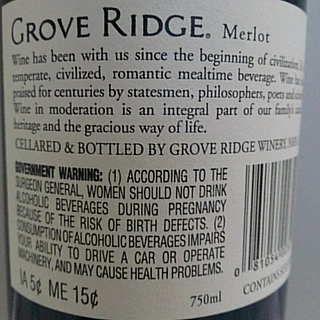 GROVE RIDGE. Merlot
Wine has been with us since the beginning of civilization.
temperate, civilized, romantic mealtime beverage. Wine has
praised for centuries by statesmen, philosophers, poets and
Wine in moderation is an integral part of our family's
heritage and the gracious way of life.
CELLARED & BOTTLED BY GROVE RIDGE WINERY,
GOVERNMENT WARNING: (1) ACCORDING TO THE
SURGEON GENERAL, WOMEN SHOULD NOT DRINK
ALCOHOLIC BEVERAGES DURING PREGNANCY
BECAUSE OF THE RISK OF BIRTH DEFECTS. (2)
CONSUMPTION OF ALCOHOLIC BEVERAGES IMPAIRS
YOUR ABILITY TO DRIVE A CAR OR OPERATE
MACHINERY, AND MAY CAUSE HEALTH PROBLEMS.
IA 5¢ ME 15¢
750ml
CONTAINS